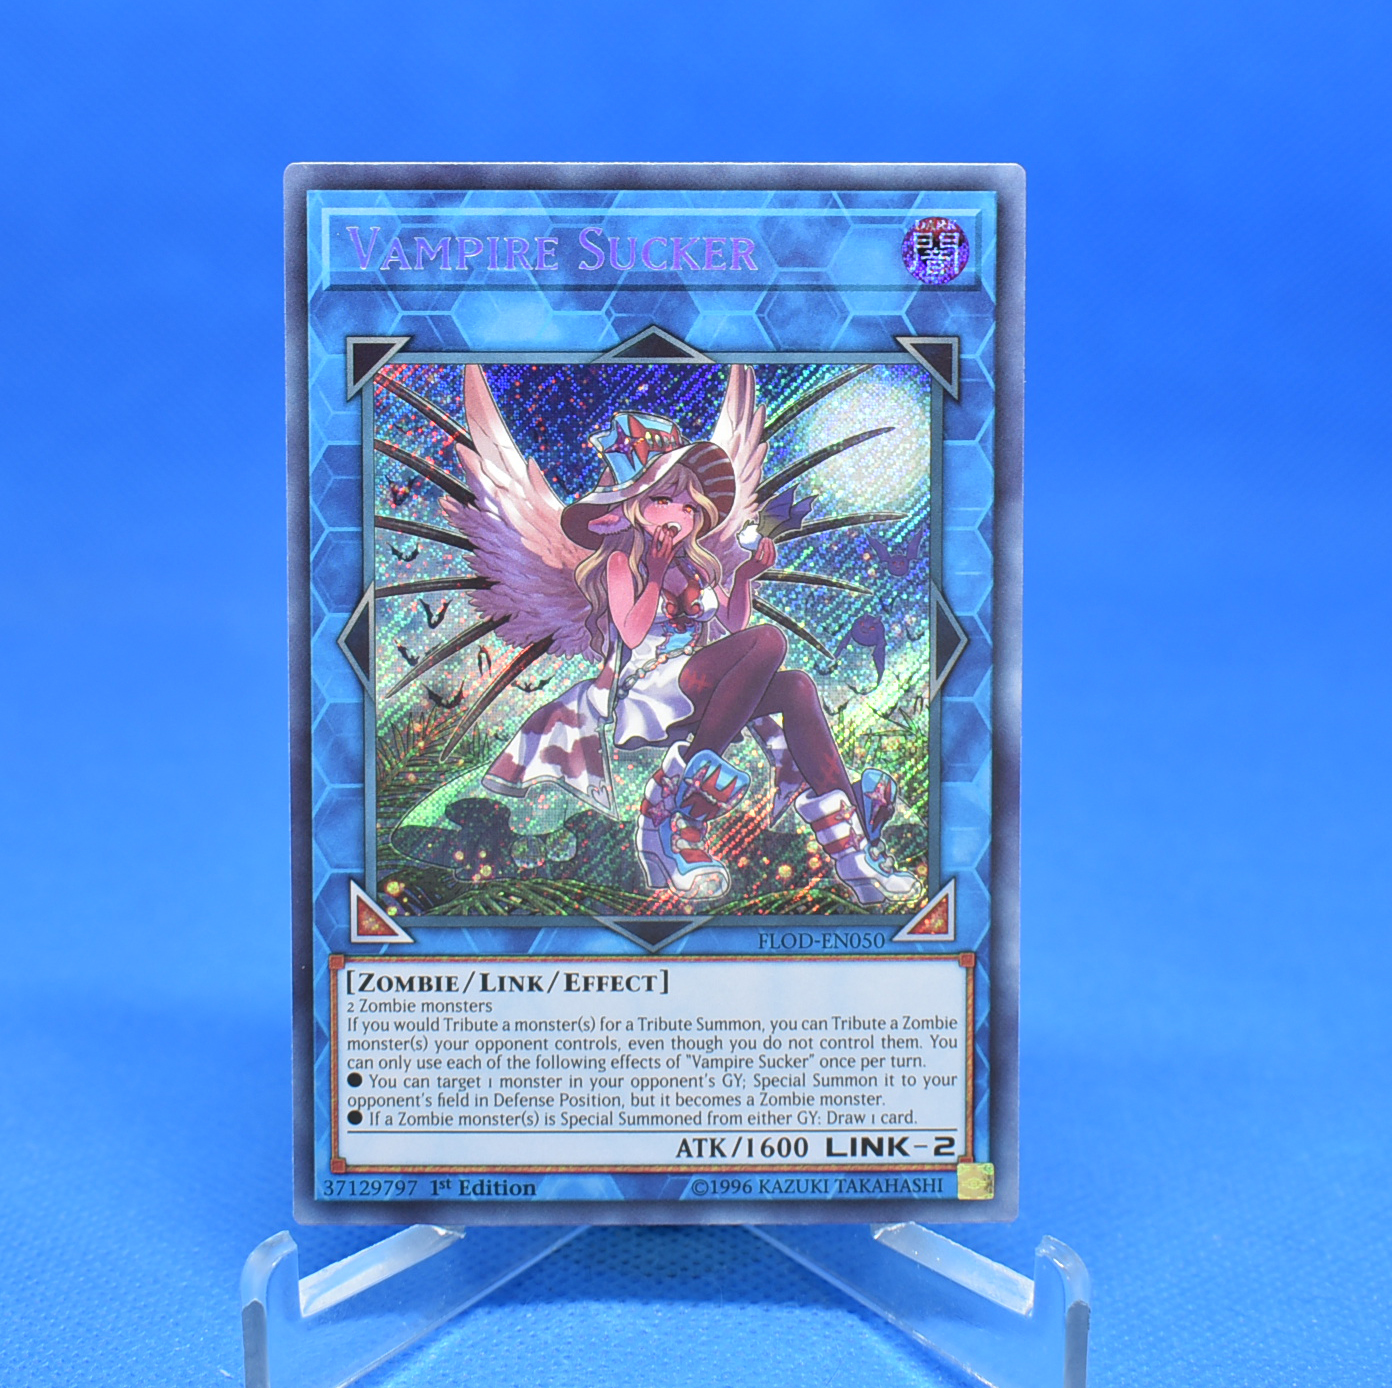 VAMPIRE SUCKER
DARK
闇
FLOD-EN050
[ZOMBIE/LINK/EFFECT]
2 Zombie monsters
If you would Tribute a monster(s) for a Tribute Summon, you can Tribute a Zombie
monster(s) your opponent controls, even though you do not control them. You
can only use each of the following effects of "Vampire Sucker" once per turn.
● You can target 1 monster in your opponent's GY; Special Summon it to your
opponent's field in Defense Position, but it becomes a Zombie monster.
● If a Zombie monster(s) is Special Summoned from either GY: Draw 1 card.
ATK/1600 LINK-2
37129797 1st Edition ©1996 KAZUKI TAKAHASHI